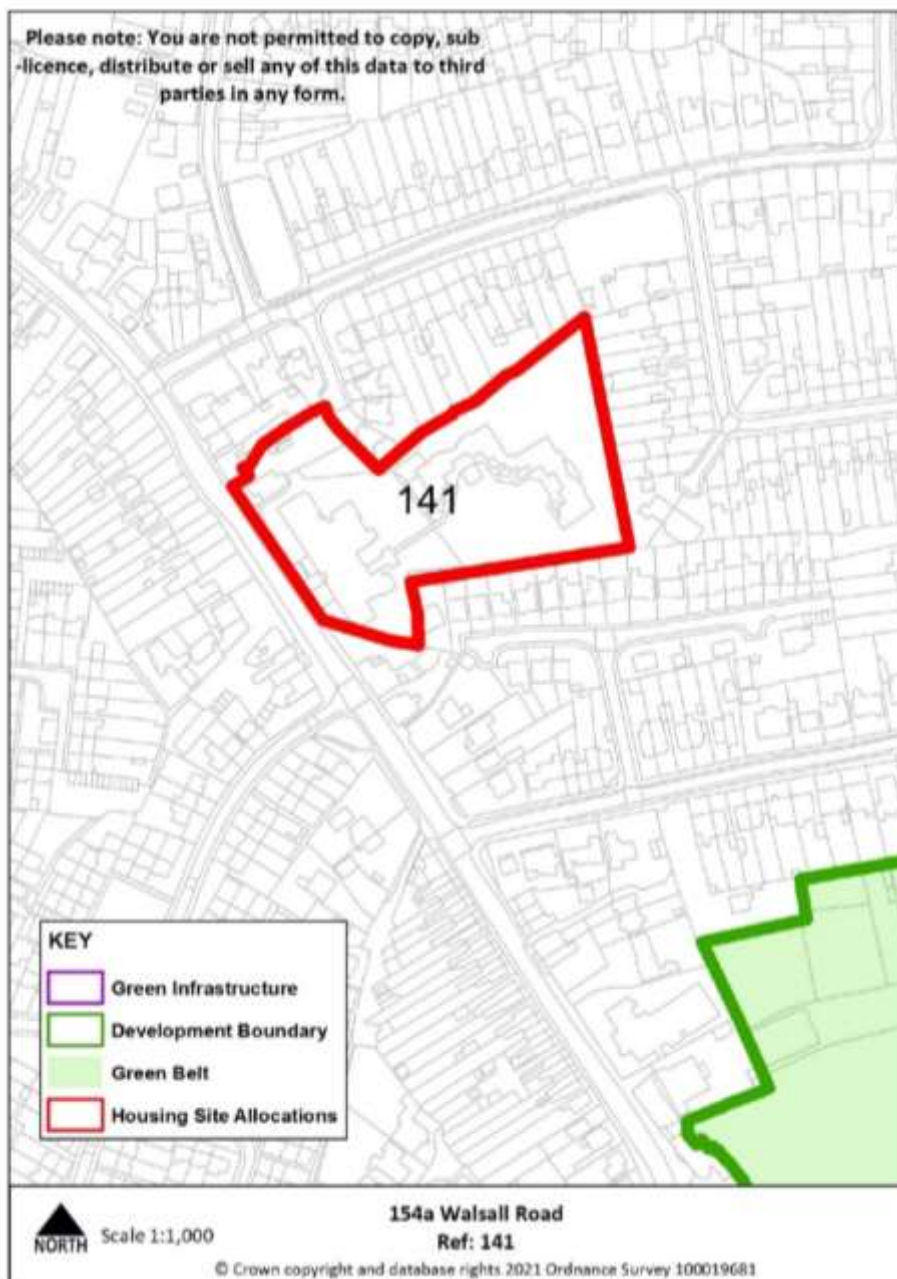 Please note: You are not permitted to copy, sub
-licence, distribute or sell any of this data to third
parties in any form.
141
KEY
Green Infrastructure
Development Boundary
Green Belt
Housing Site Allocations
NORTH
Scale 1:1,000
154a Walsall Road
Ref: 141
© Crown copyright and database rights 2021 Ordnance Survey 100019681